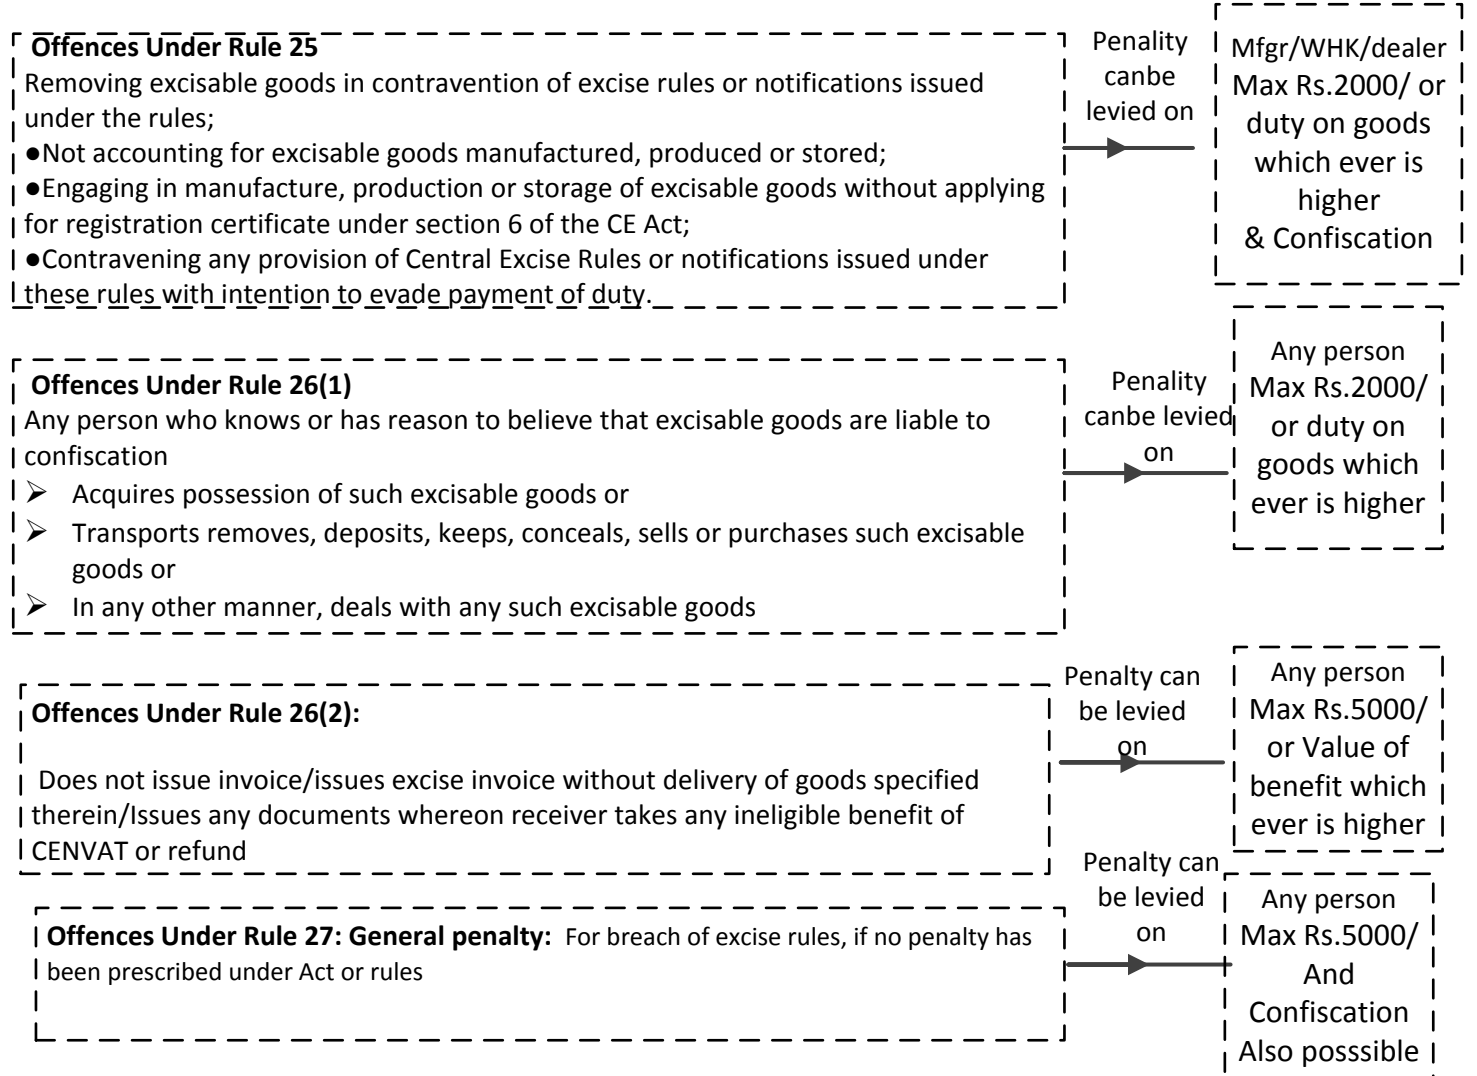 Offences Under Rule 25
Removing excisable goods in contravention of excise rules or notifications issued
under the rules;
●Not accounting for excisable goods manufactured, produced or stored;
●Engaging in manufacture, production or storage of excisable goods without applying
for registration certificate under section 6 of the CE Act;
●Contravening any provision of Central Excise Rules or notifications issued under
these rules with intention to evade payment of duty.
Penality
canbe
levied on
Mfgr/WHK/dealer
Max Rs.2000/ or
duty on goods
which ever is
higher
& Confiscation
Offences Under Rule 26(1)
Any person who knows or has reason to believe that excisable goods are liable to
confiscation
➢ Acquires possession of such excisable goods or
➢ Transports removes, deposits, keeps, conceals, sells or purchases such excisable
goods or
➢ In any other manner, deals with any such excisable goods
Penality
canbe levied
on
Any person
Max Rs.2000/
or duty on
goods which
ever is higher
Offences Under Rule 26(2):
Does not issue invoice/issues excise invoice without delivery of goods specified
therein/Issues any documents whereon receiver takes any ineligible benefit of
CENVAT or refund
Penalty can
be levied
on
Any person
Max Rs.5000/
or Value of
benefit which
ever is higher
Offences Under Rule 27: General penalty: For breach of excise rules, if no penalty has
been prescribed under Act or rules
Penalty can
be levied
on
Any person
Max Rs.5000/
And
Confiscation
Also posssible